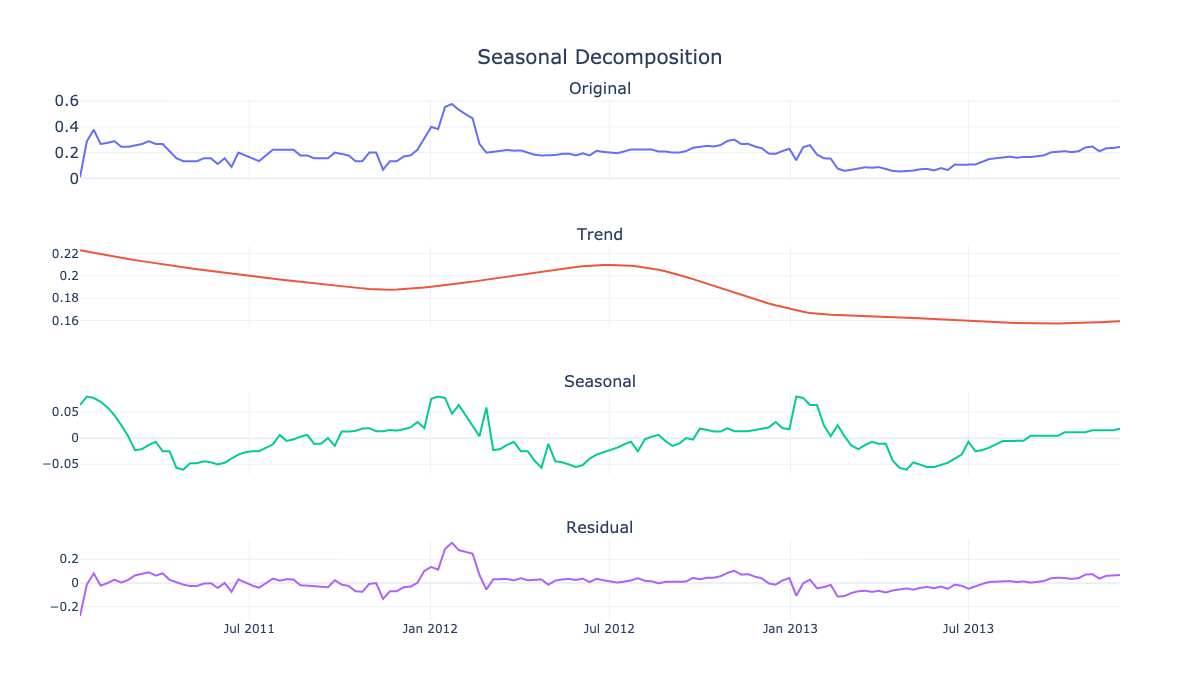 Seasonal Decomposition
Original
0.6
0.4
0.2
0
Trend
0.22
0.2
0.18
0.16
Seasonal
0.05
0
−0.05
Residual
0.2
0
−0.2
Jul 2011 Jan 2012 Jul 2012 Jan 2013 Jul 2013